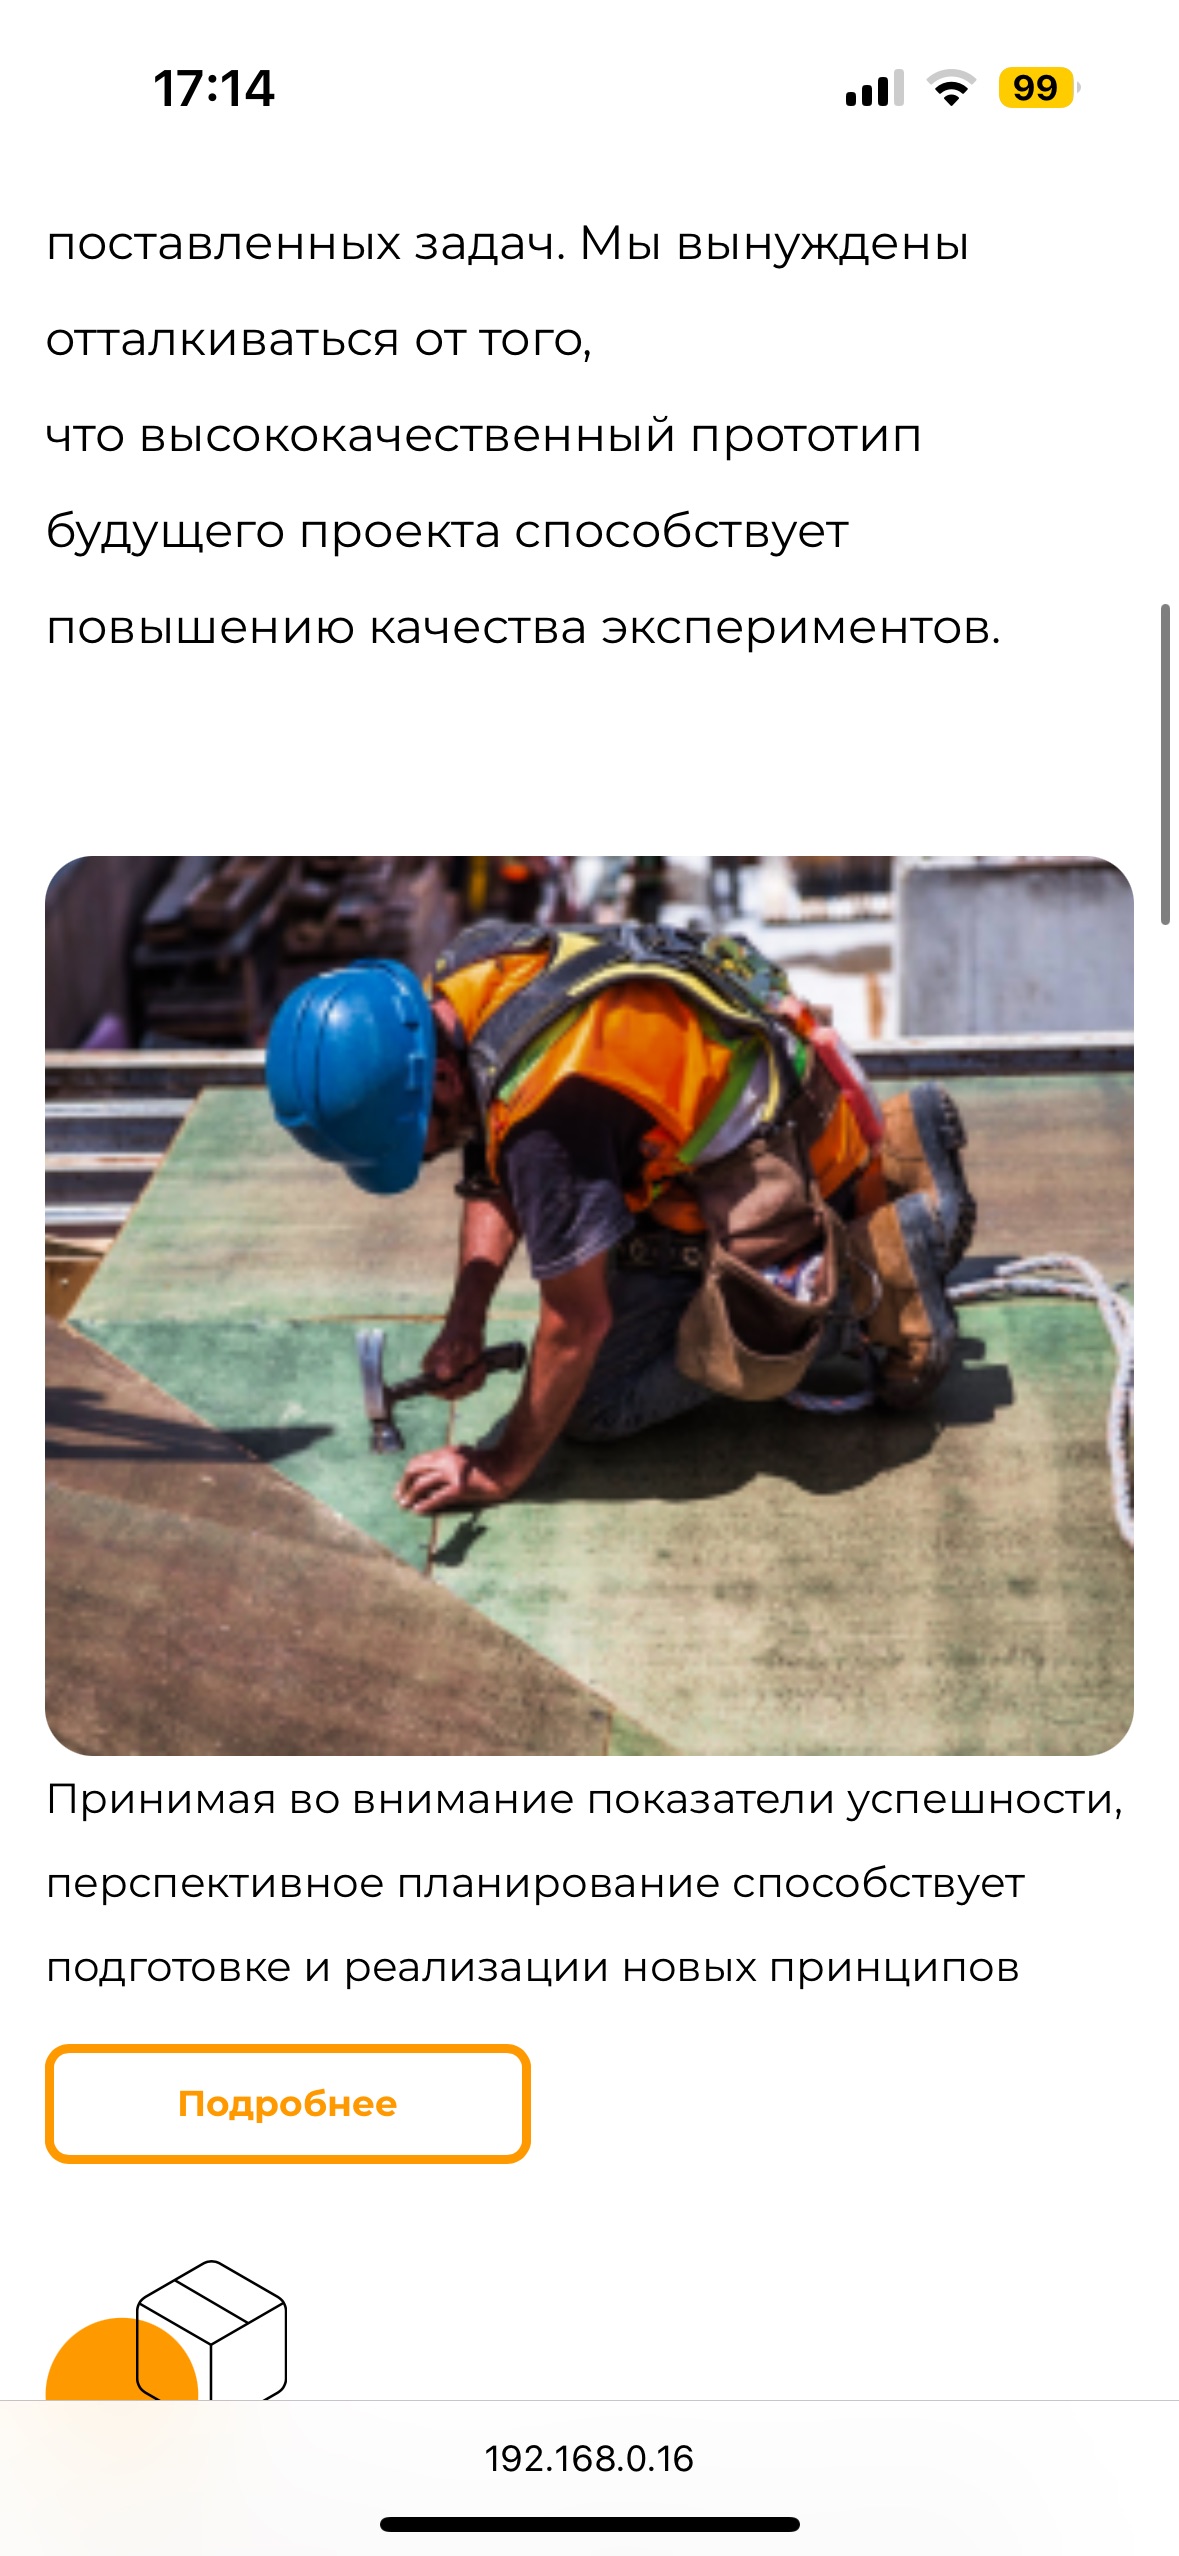 17:14
99
поставленных задач. Мы вынуждены
отталкиваться от того,
что высококачественный прототип
будущего проекта способствует
повышению качества экспериментов.
Принимая во внимание показатели успешности,
перспективное планирование способствует
подготовке и реализации новых принципов
Подробнее
192.168.0.16